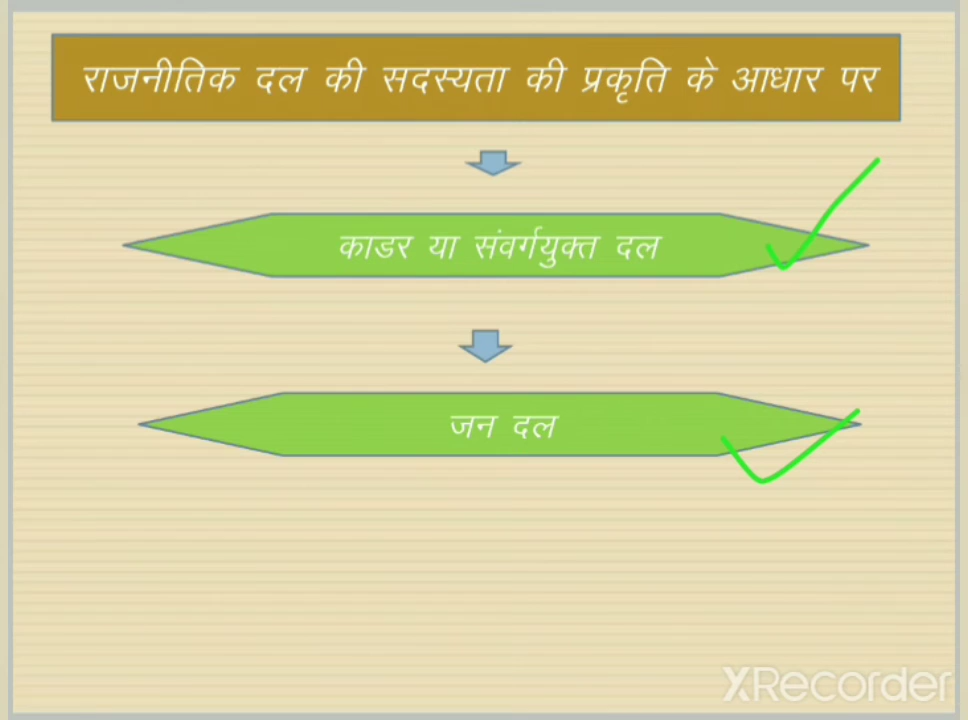 राजनीतिक दल की सदस्यता की प्रकृति के आधार पर
काडर या संवर्गयुक्त दल
जन दल
XRecorder